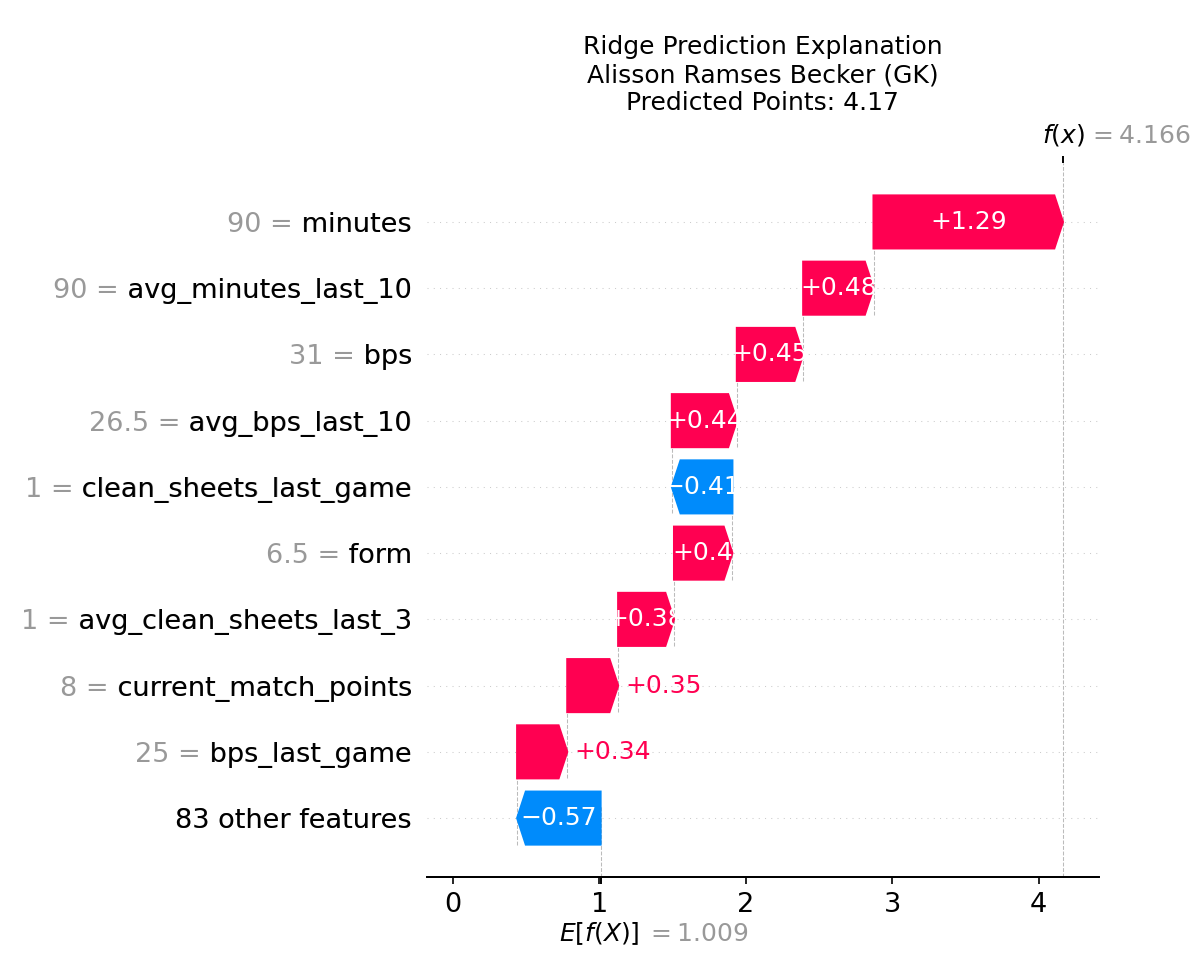 Ridge Prediction Explanation
Alisson Ramses Becker (GK)
Predicted Points: 4.17
f(x) = 4.166
90 = minutes +1.29
90 = avg_minutes_last_10 +0.48
31 = bps +0.45
26.5 = avg_bps_last_10 +0.44
1 = clean_sheets_last_game −0.41
6.5 = form +0.4
1 = avg_clean_sheets_last_3 +0.38
8 = current_match_points +0.35
25 = bps_last_game +0.34
83 other features −0.57
0 1 2 3 4
E[f(X)] = 1.009